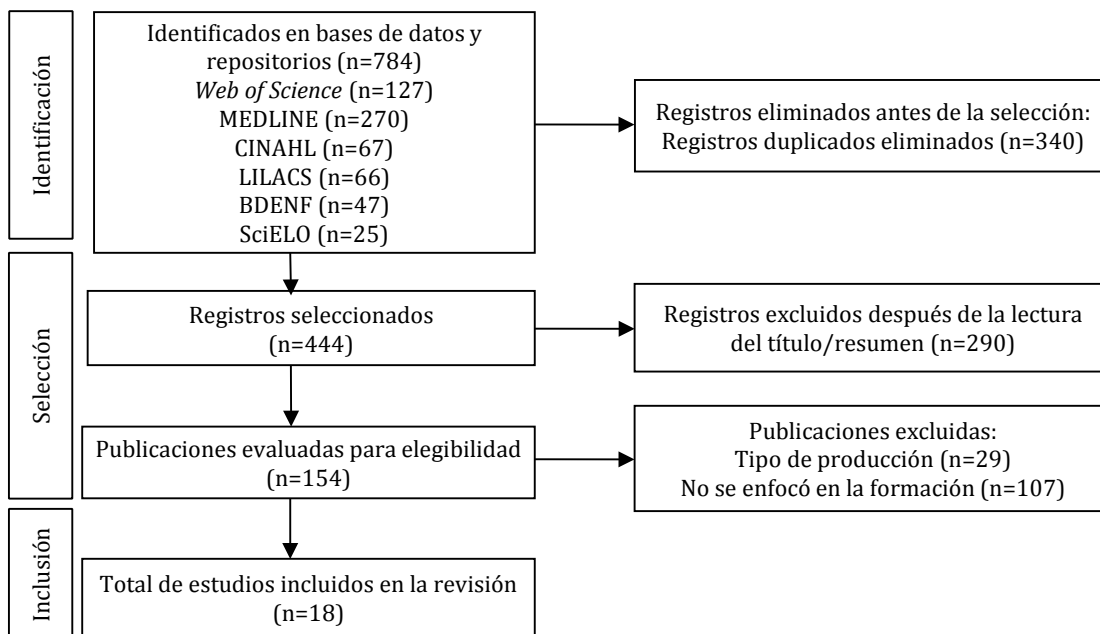 Identificación
Identificados en bases de datos y
repositorios (n=784)
Web of Science (n=127)
MEDLINE (n=270)
CINAHL (n=67)
LILACS (n=66)
BDENF (n=47)
SciELO (n=25)
Registros eliminados antes de la selección:
Registros duplicados eliminados (n=340)
Selección
Registros seleccionados
(n=444)
Registros excluidos después de la lectura
del título/resumen (n=290)
Publicaciones evaluadas para elegibilidad
(n=154)
Publicaciones excluidas:
Tipo de producción (n=29)
No se enfocó en la formación (n=107)
Inclusión
Total de estudios incluidos en la revisión
(n=18)